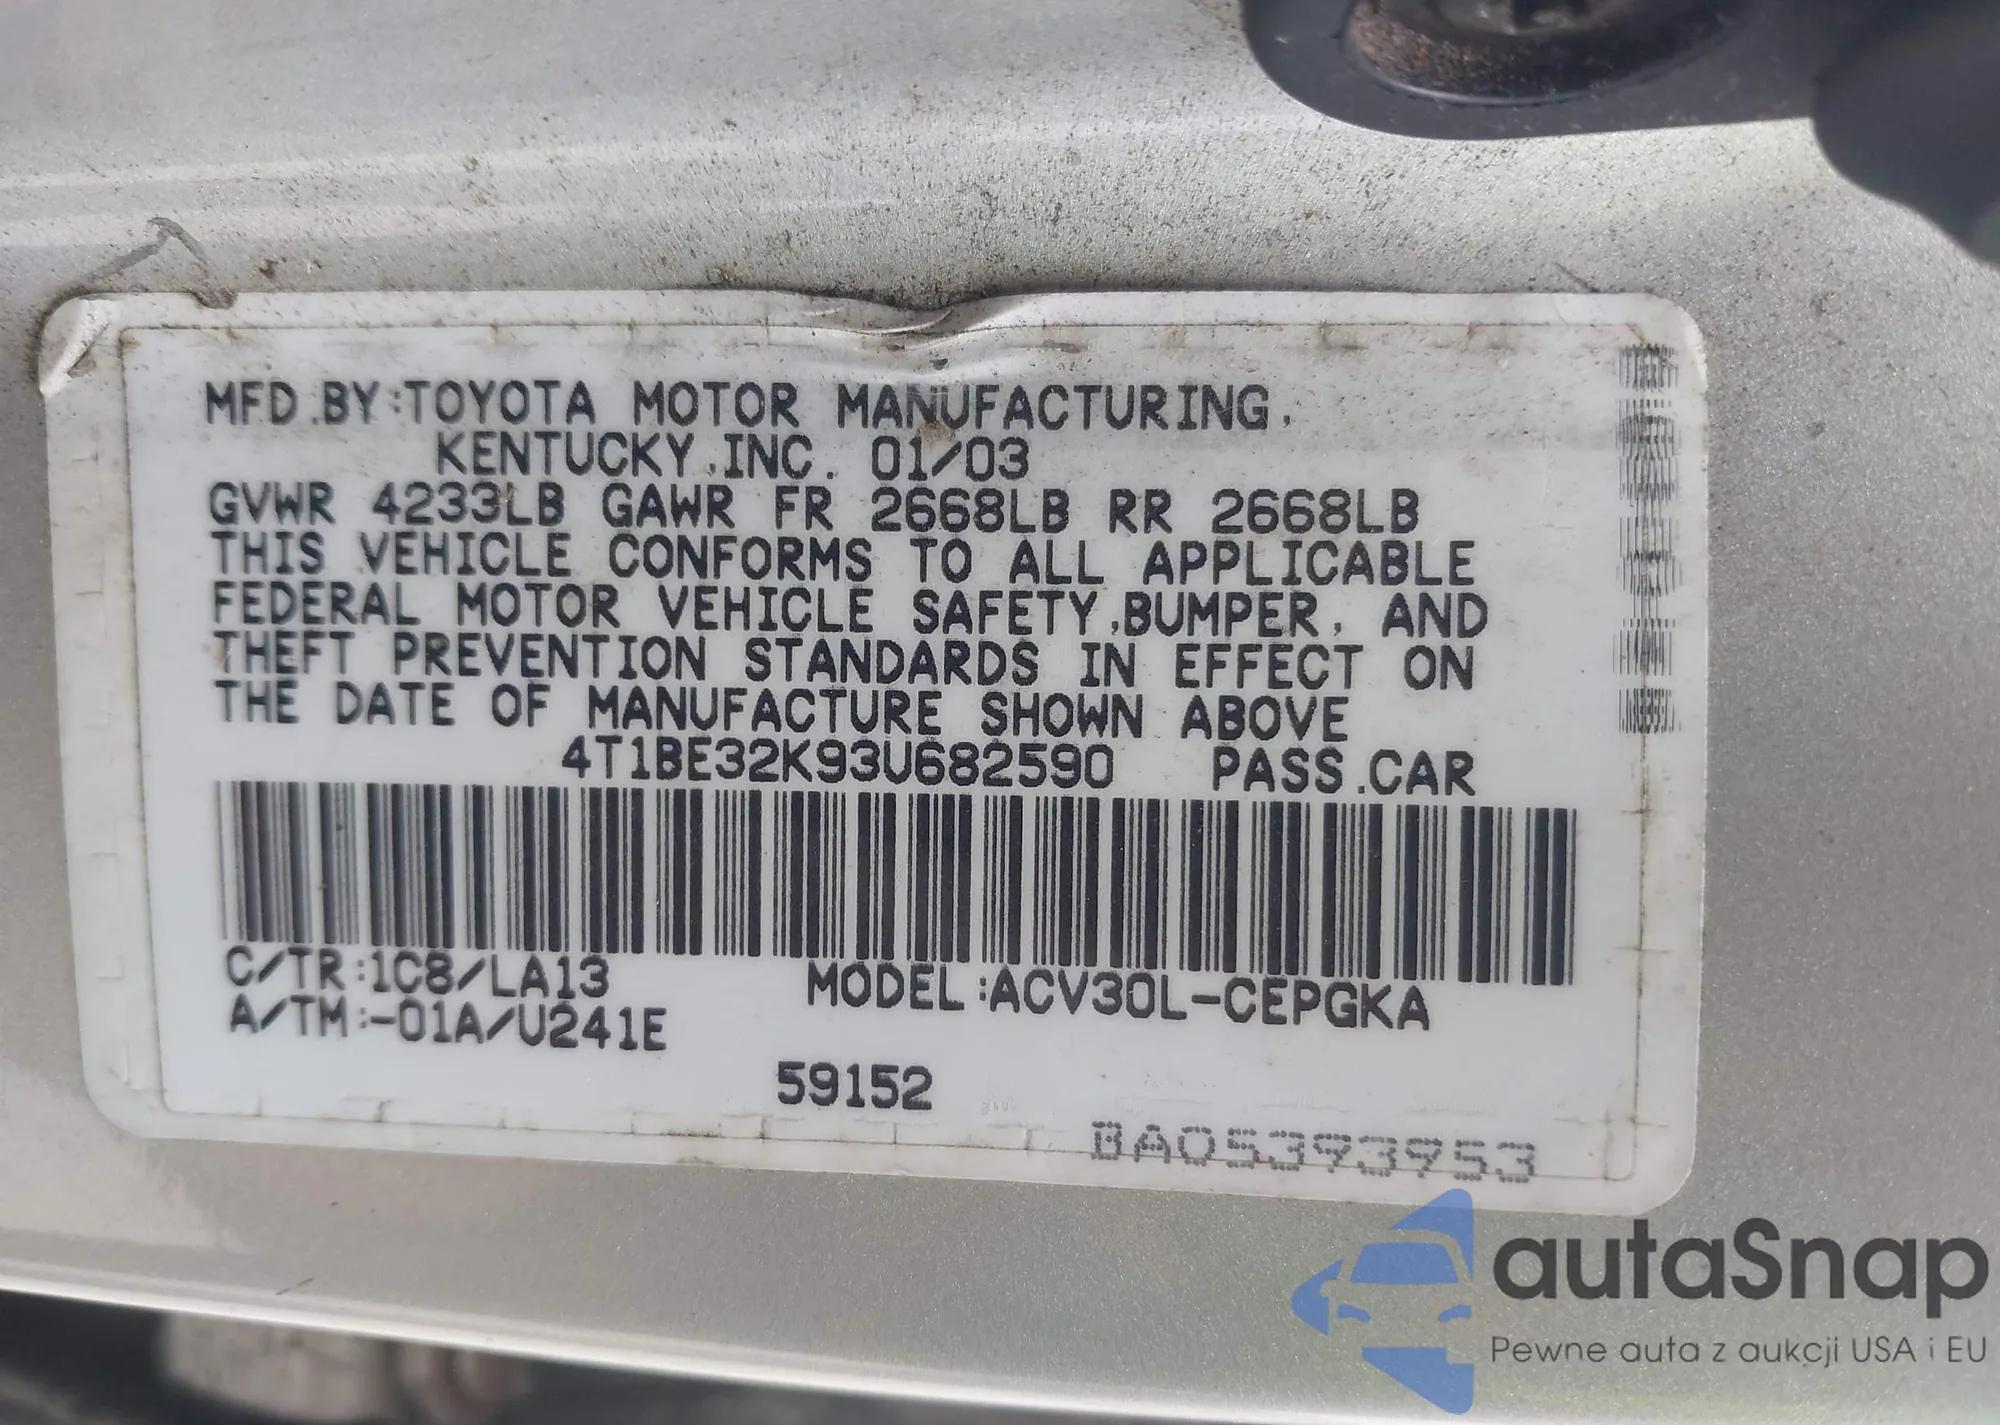 MFD.BY:TOYOTA MOTOR MANUFACTURING,
KENTUCKY,INC. 01/03
GVWR 4233LB GAWR FR 2668LB RR 2668LB
THIS VEHICLE CONFORMS TO ALL APPLICABLE
FEDERAL MOTOR VEHICLE SAFETY,BUMPER, AND
THEFT PREVENTION STANDARDS IN EFFECT ON
THE DATE OF MANUFACTURE SHOWN ABOVE
4T1BE32K93U682590 PASS.CAR
C/TR:1C8/LA13 MODEL:ACV30L-CEPGKA
A/TM:-01A/U241E
59152
BA05393953
autaSnap
Pewne auta z aukcji USA i EU